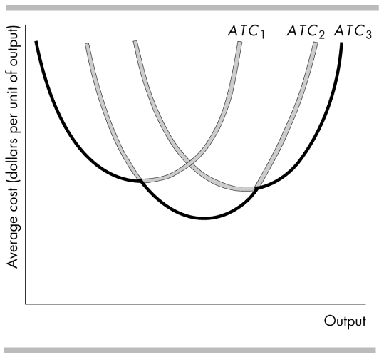 ATC1 ATC2 ATC3
Average cost (dollars per unit of output)
Output